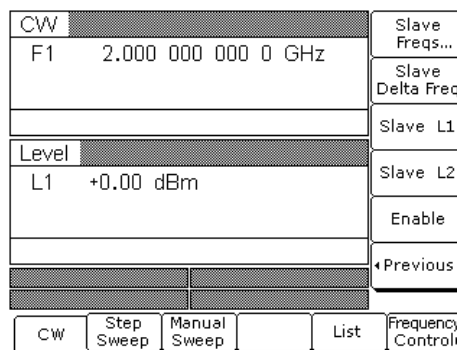 CW
F1 2.000 000 000 0 GHz
Level
L1 +0.00 dBm
Slave
Freqs...
Slave
Delta Freq
Slave L1
Slave L2
Enable
Previous
CW
Step
Sweep
Manual
Sweep
List
Frequency
Control